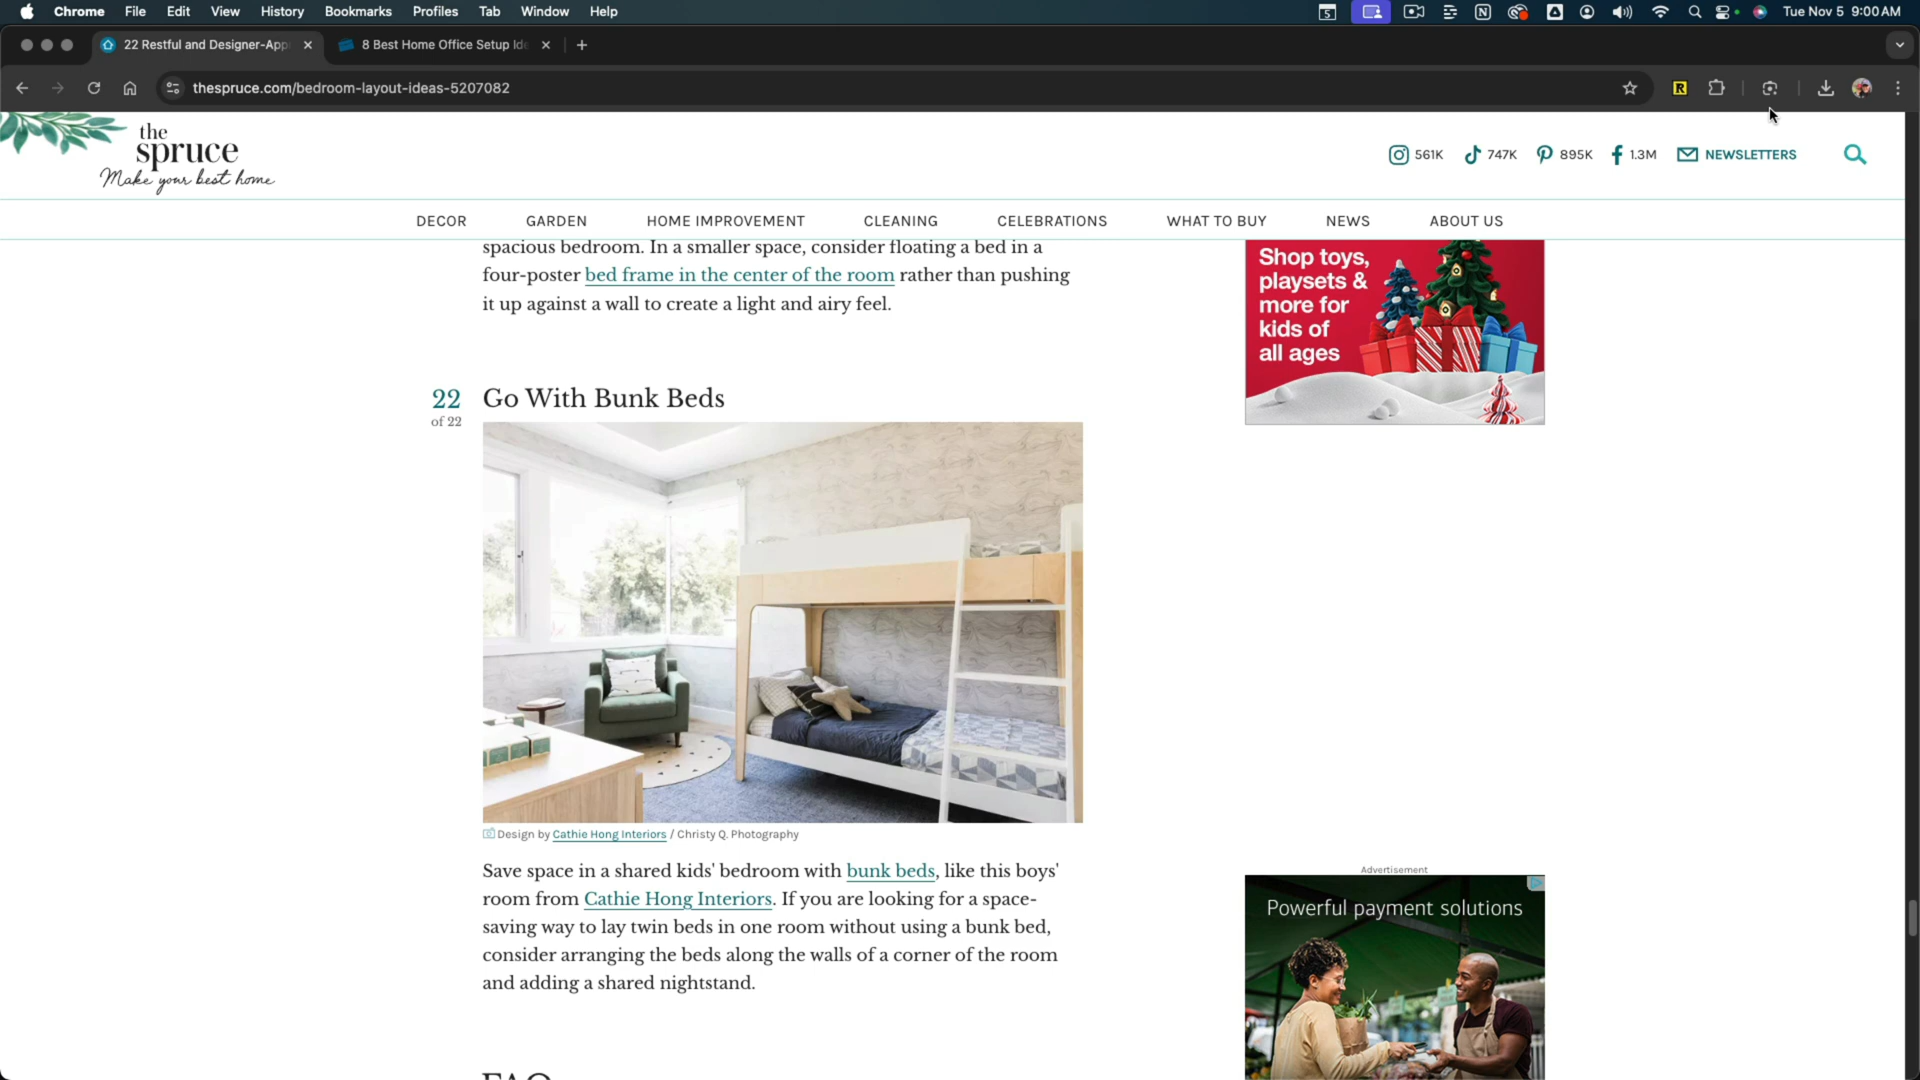 Chrome File Edit View History Bookmarks Profiles Tab Window Help
5
Tue Nov 5 9:00 AM
22 Restful and Designer-App
8 Best Home Office Setup Ide
thespruce.com/bedroom-layout-ideas-5207082
R
the
spruce
Make your best home
561K 747K 895K 1.3M NEWSLETTERS
DECOR GARDEN HOME IMPROVEMENT CLEANING CELEBRATIONS WHAT TO BUY NEWS ABOUT US
spacious bedroom. In a smaller space, consider floating a bed in a
four-poster bed frame in the center of the room rather than pushing
it up against a wall to create a light and airy feel.
Shop toys,
playsets &
more for
kids of
all ages
22
of 22
Go With Bunk Beds
Design by Cathie Hong Interiors / Christy Q. Photography
Save space in a shared kids' bedroom with bunk beds, like this boys'
room from Cathie Hong Interiors. If you are looking for a space-
saving way to lay twin beds in one room without using a bunk bed,
consider arranging the beds along the walls of a corner of the room
and adding a shared nightstand.
Advertisement
Powerful payment solutions
FAQ